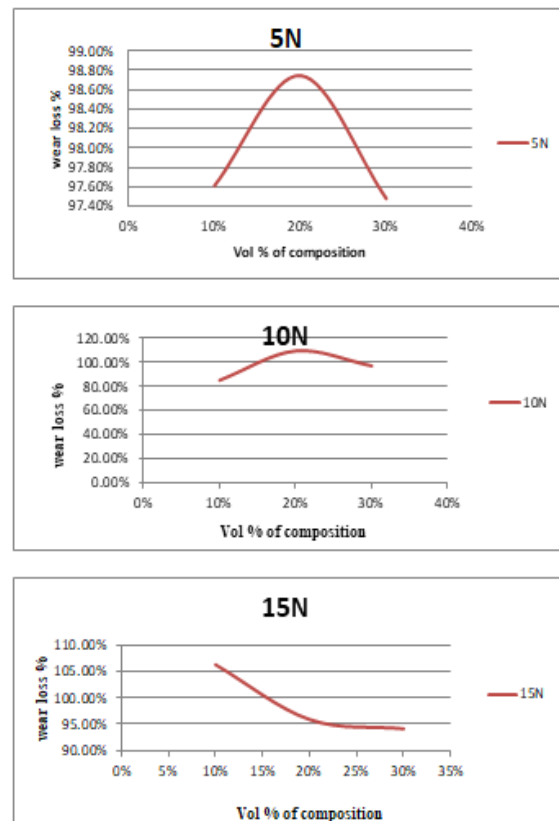 5N
99.00%
98.80%
98.60%
98.40%
98.20%
98.00%
97.80%
97.60%
97.40%
wear loss %
0% 10% 20% 30% 40%
Vol % of composition
5N
10N
120.00%
100.00%
80.00%
60.00%
40.00%
20.00%
0.00%
wear loss %
0% 10% 20% 30% 40%
Vol % of composition
10N
15N
110.00%
105.00%
100.00%
95.00%
90.00%
wear loss %
0% 5% 10% 15% 20% 25% 30% 35%
Vol % of composition
15N